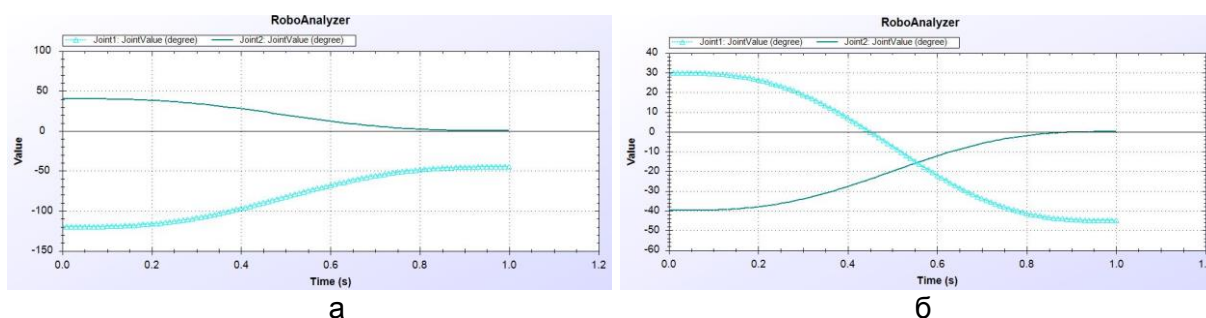 RoboAnalyzer
Joint1: JointValue (degree) Joint2: JointValue (degree)
100
50
0
-50
-100
-150
Value
0.0 0.2 0.4 0.6 0.8 1.0 1.2
Time (s)
а
RoboAnalyzer
Joint1: JointValue (degree) Joint2: JointValue (degree)
40
30
20
10
0
-10
-20
-30
-40
-50
-60
Value
0.0 0.2 0.4 0.6 0.8 1.0 1.2
Time (s)
б